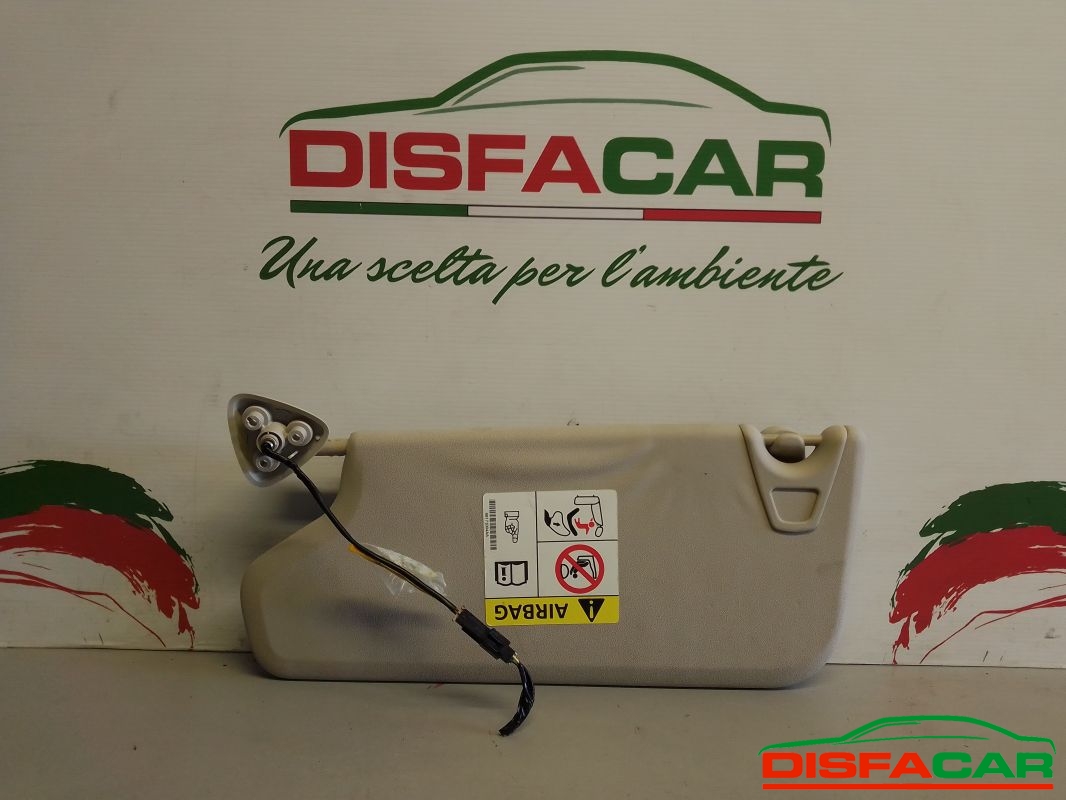 DISFACAR
Una scelta per l'ambiente
AIRBAG
DISFACAR